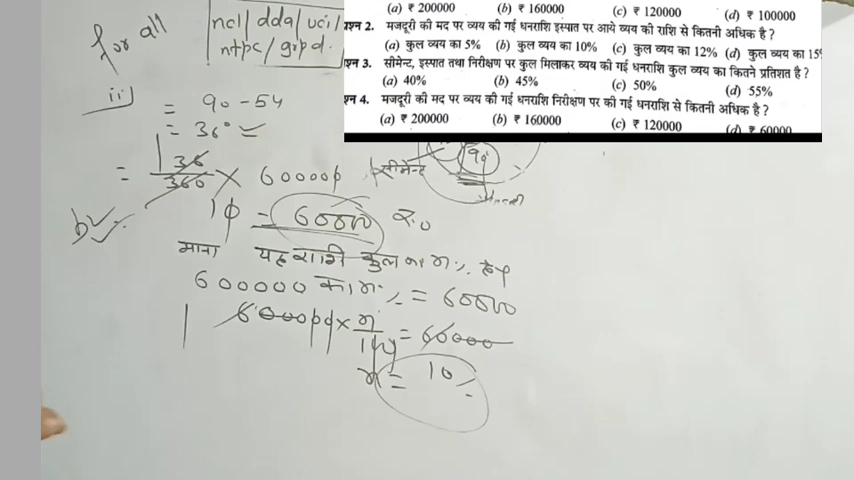 for all
ncl/dda/uci/
ntpc/grp d.
(a) ₹ 200000 (b) ₹ 160000 (c) ₹ 120000 (d) ₹ 100000
प्रश्न 2. मजदूरी की मद पर व्यय की गई धनराशि इस्पात पर आये व्यय की राशि से कितनी अधिक है ?
(a) कुल व्यय का 5% (b) कुल व्यय का 10% (c) कुल व्यय का 12% (d) कुल व्यय का 15%
प्रश्न 3. सीमेन्ट, इस्पात तथा निरीक्षण पर कुल मिलाकर व्यय की गई धनराशि कुल व्यय का कितने प्रतिशत है ?
(a) 40% (b) 45% (c) 50% (d) 55%
प्रश्न 4. मजदूरी की मद पर व्यय की गई धनराशि निरीक्षण पर की गई धनराशि से कितनी अधिक है ?
(a) ₹ 200000 (b) ₹ 160000 (c) ₹ 120000 (d) ₹ 60000
ii)
= 90-54
= 36°
= 36/360 × 600000
सीमेन्ट
90
10 = 60000 रु0
b
माना यह राशी कुल का n % है
600000 का n % = 60000
1 600000 × n/100 = 60000
n = 10%